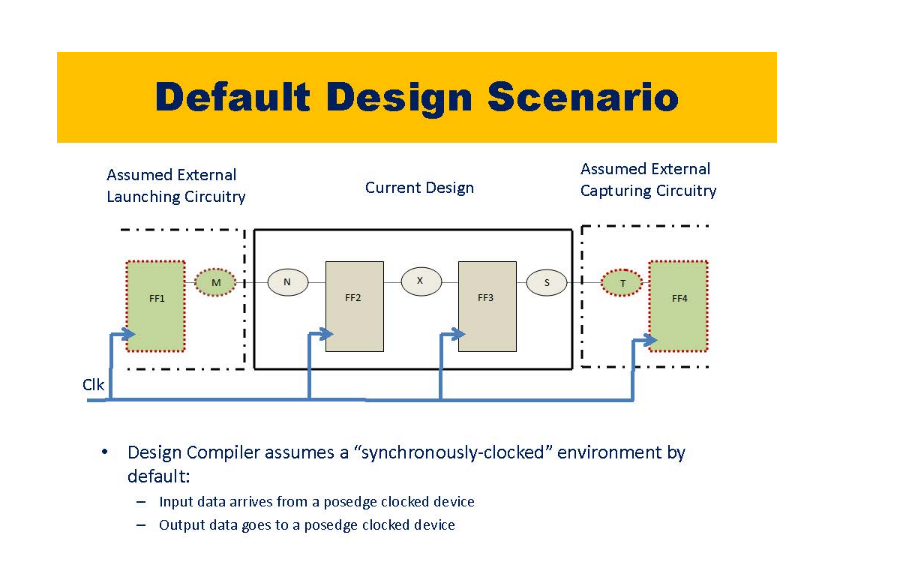 Default Design Scenario
Assumed External
Launching Circuitry
Current Design
Assumed External
Capturing Circuitry
FF1
M
N
FF2
X
FF3
S
T
FF4
Clk
• Design Compiler assumes a “synchronously-clocked” environment by
default:
– Input data arrives from a posedge clocked device
– Output data goes to a posedge clocked device